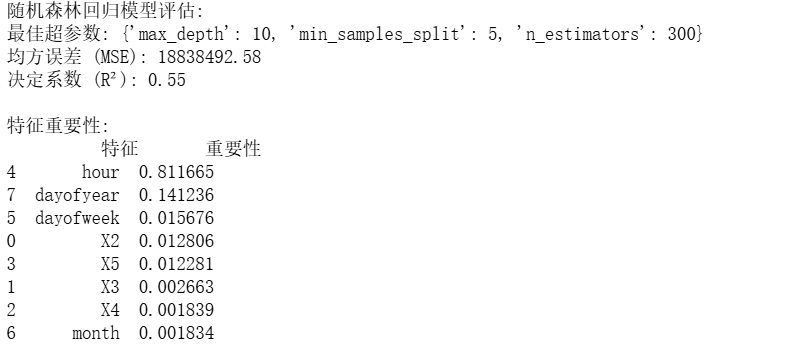 随机森林回归模型评估:
最佳超参数: {'max_depth': 10, 'min_samples_split': 5, 'n_estimators': 300}
均方误差 (MSE): 18838492.58
决定系数 (R²): 0.55
特征重要性:
特征 重要性
4 hour 0.811665
7 dayofyear 0.141236
5 dayofweek 0.015676
0 X2 0.012806
3 X5 0.012281
1 X3 0.002663
2 X4 0.001839
6 month 0.001834